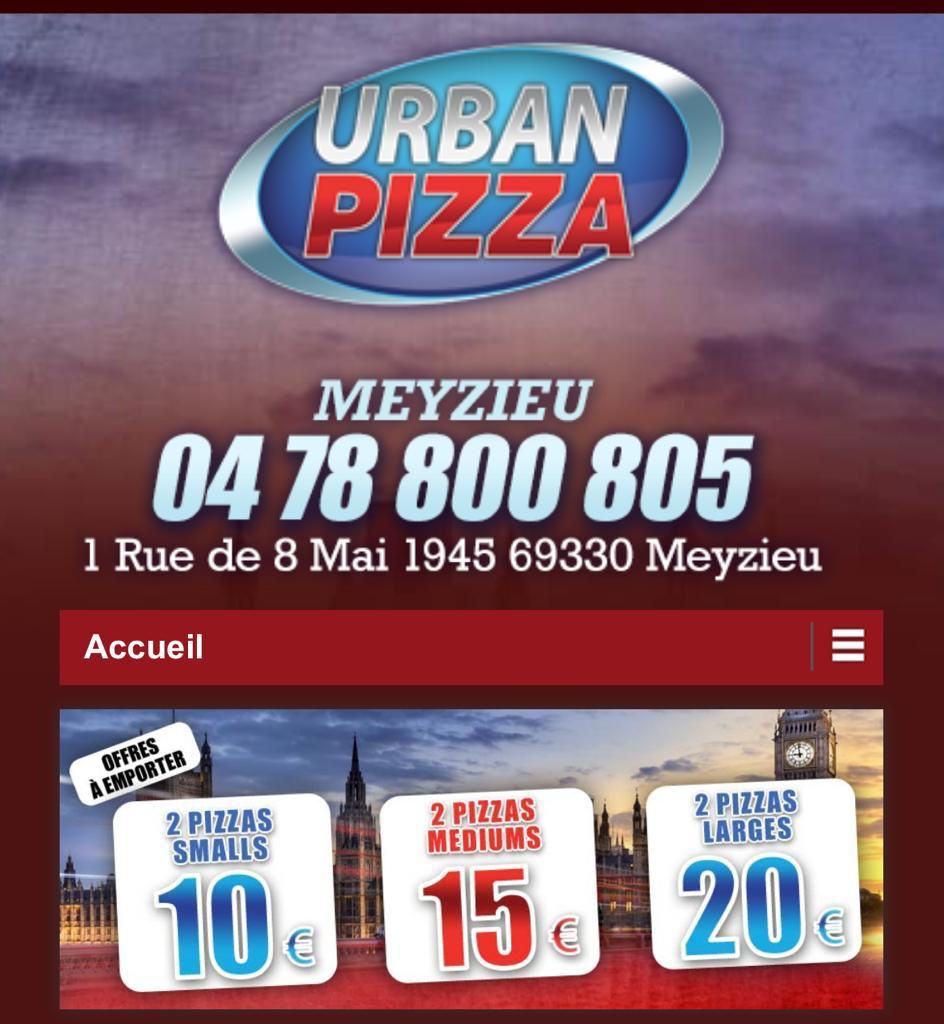 URBAN
PIZZA
MEYZIEU
04 78 800 805
1 Rue de 8 Mai 1945 69330 Meyzieu
Accueil
OFFRES
À EMPORTER
2 PIZZAS
SMALLS
10€
2 PIZZAS
MEDIUMS
15€
2 PIZZAS
LARGES
20€